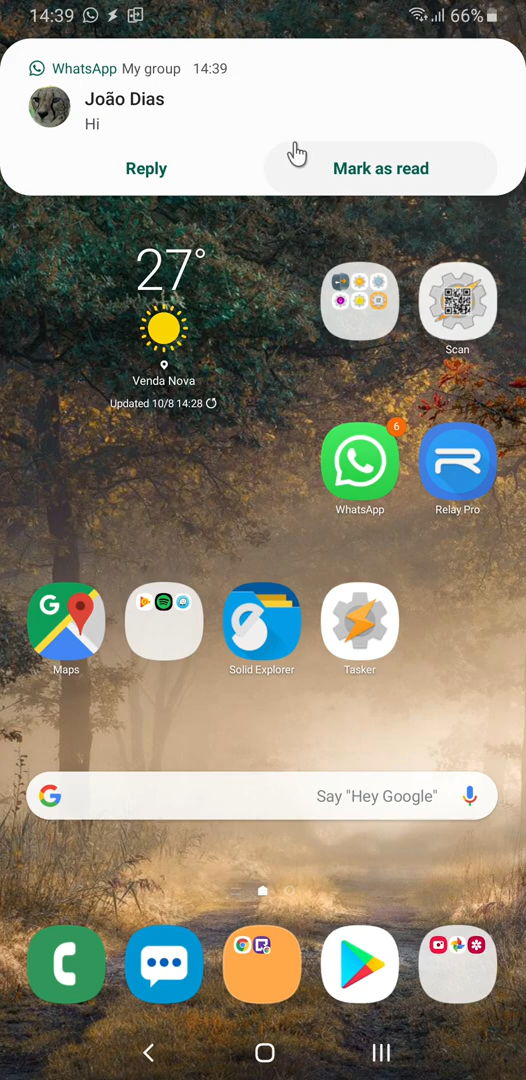 14:39 66%
WhatsApp My group 14:39
João Dias
Hi
Reply Mark as read
27°
Venda Nova
Updated 10/8 14:28
Scan
6
WhatsApp Relay Pro
Maps Solid Explorer Tasker
G Say "Hey Google"